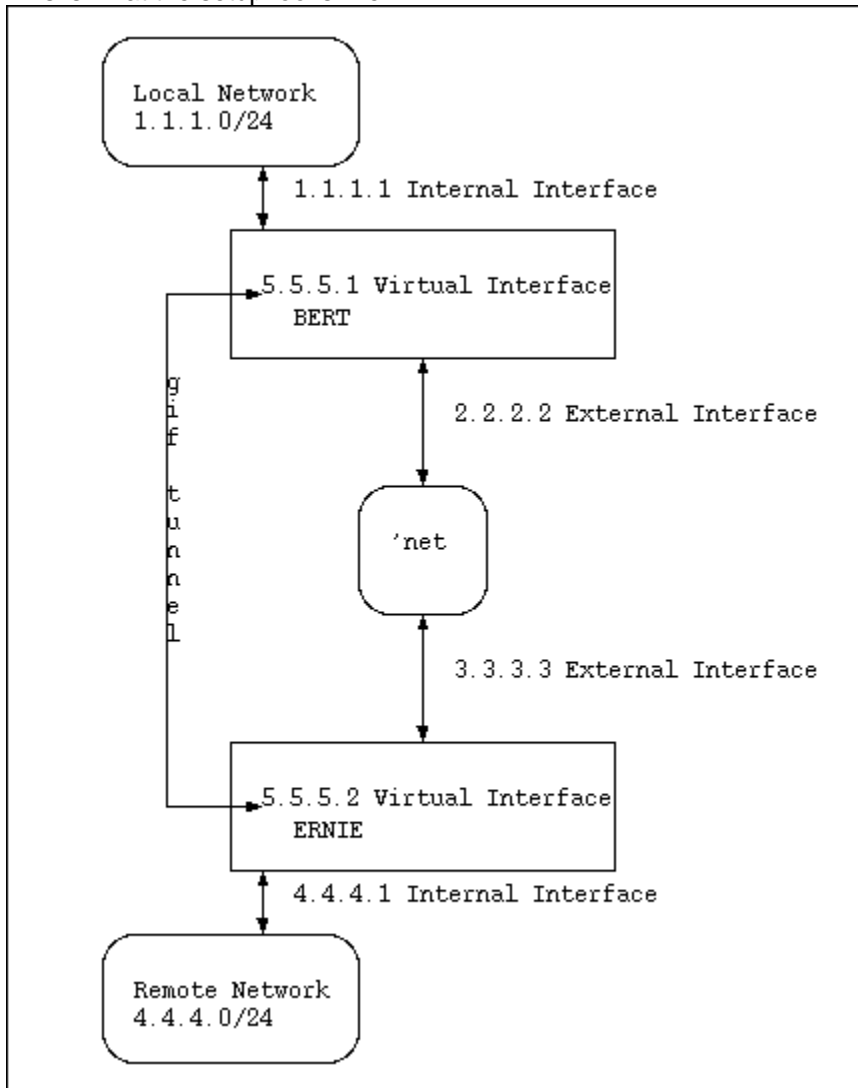 Local Network
1.1.1.0/24
1.1.1.1 Internal Interface
5.5.5.1 Virtual Interface
BERT
gif tunnel
2.2.2.2 External Interface
'net
3.3.3.3 External Interface
5.5.5.2 Virtual Interface
ERNIE
4.4.4.1 Internal Interface
Remote Network
4.4.4.0/24